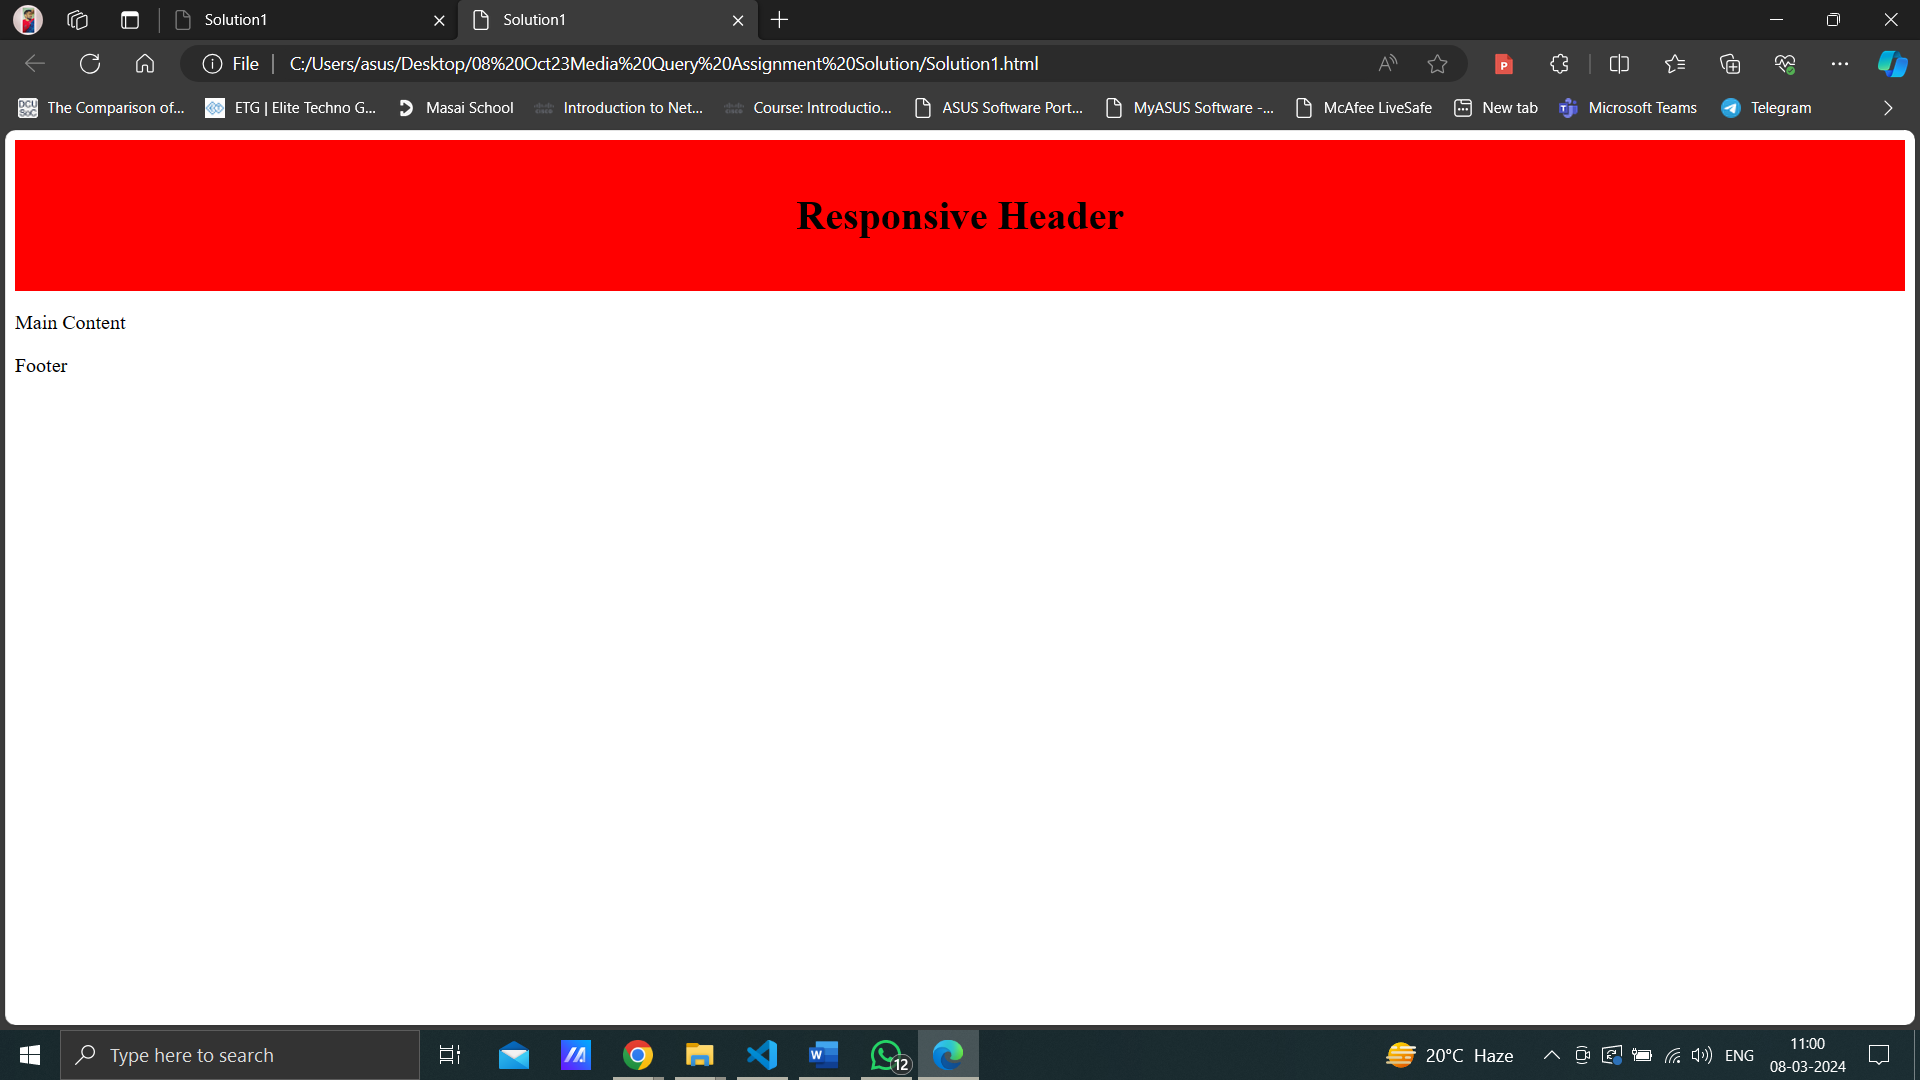 Solution1
Solution1
File
C:/Users/asus/Desktop/08%20Oct23Media%20Query%20Assignment%20Solution/Solution1.html
The Comparison of...
ETG | Elite Techno G...
Masai School
Introduction to Net...
Course: Introductio...
ASUS Software Port...
MyASUS Software -...
McAfee LiveSafe
New tab
Microsoft Teams
Telegram
Responsive Header
Main Content
Footer
Type here to search
12
20°C Haze
ENG
11:00
08-03-2024